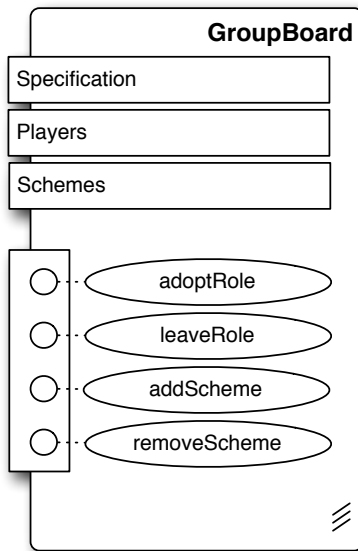 GroupBoard
Specification
Players
Schemes
adoptRole
leaveRole
addScheme
removeScheme